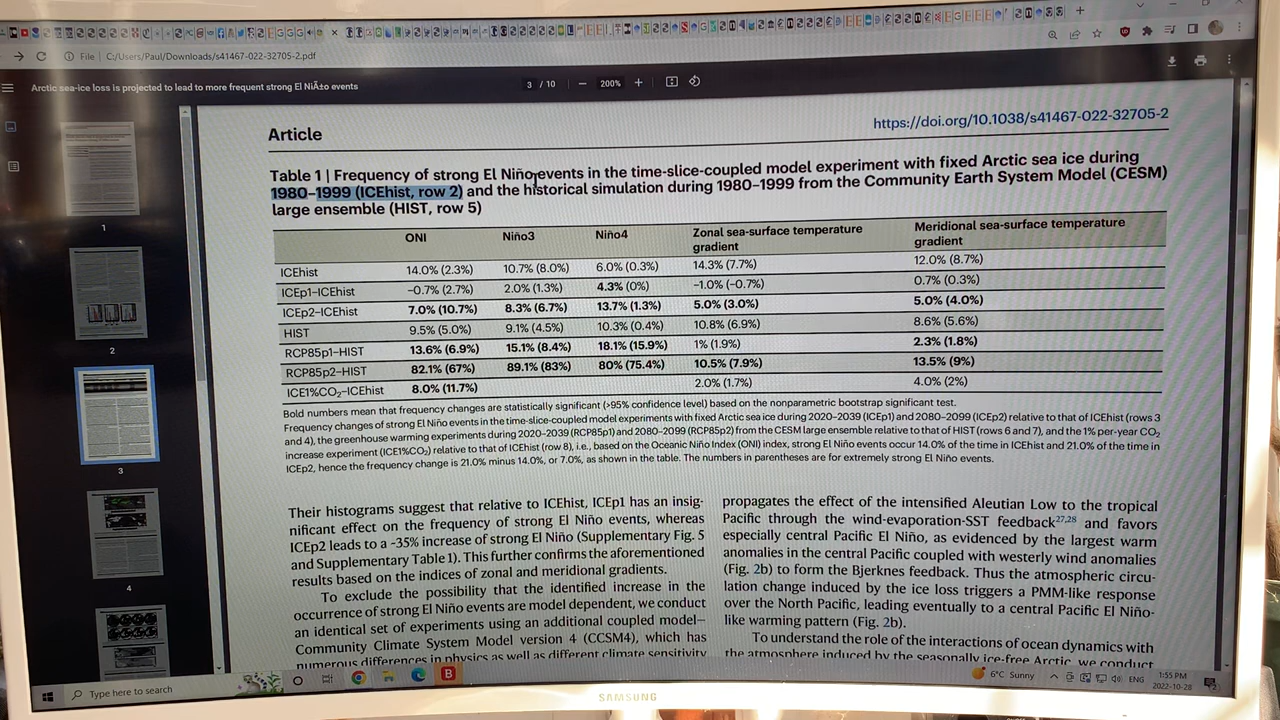 File | C:/Users/Paul/Downloads/s41467-022-32705-2.pdf
Arctic sea-ice loss is projected to lead to more frequent strong El NiÃ±o events
3 / 10
200%
1
2
3
4
Article
https://doi.org/10.1038/s41467-022-32705-2
Table 1 | Frequency of strong El Niño events in the time-slice-coupled model experiment with fixed Arctic sea ice during
1980–1999 (ICEhist, row 2) and the historical simulation during 1980–1999 from the Community Earth System Model (CESM)
large ensemble (HIST, row 5)
ONI Niño3 Niño4 Zonal sea-surface temperature gradient Meridional sea-surface temperature gradient
ICEhist 14.0% (2.3%) 10.7% (8.0%) 6.0% (0.3%) 14.3% (7.7%) 12.0% (8.7%)
ICEp1–ICEhist −0.7% (2.7%) 2.0% (1.3%) 4.3% (0%) −1.0% (−0.7%) 0.7% (0.3%)
ICEp2–ICEhist 7.0% (10.7%) 8.3% (6.7%) 13.7% (1.3%) 5.0% (3.0%) 5.0% (4.0%)
HIST 9.5% (5.0%) 9.1% (4.5%) 10.3% (0.4%) 10.8% (6.9%) 8.6% (5.6%)
RCP85p1–HIST 13.6% (6.9%) 15.1% (8.4%) 18.1% (15.9%) 1% (1.9%) 2.3% (1.8%)
RCP85p2–HIST 82.1% (67%) 89.1% (83%) 80% (75.4%) 10.5% (7.9%) 13.5% (9%)
ICE1%CO₂–ICEhist 8.0% (11.7%) 2.0% (1.7%) 4.0% (2%)
Bold numbers mean that frequency changes are statistically significant (>95% confidence level) based on the nonparametric bootstrap significant test.
Frequency changes of strong El Niño events in the time-slice-coupled model experiments with fixed Arctic sea ice during 2020–2039 (ICEp1) and 2080–2099 (ICEp2) relative to that of ICEhist (rows 3
and 4), the greenhouse warming experiments during 2020–2039 (RCP85p1) and 2080–2099 (RCP85p2) from the CESM large ensemble relative to that of HIST (rows 6 and 7), and the 1% per-year CO₂
increase experiment (ICE1%CO₂) relative to that of ICEhist (row 8), i.e., based on the Oceanic Niño Index (ONI) index, strong El Niño events occur 14.0% of the time in ICEhist and 21.0% of the time in
ICEp2, hence the frequency change is 21.0% minus 14.0%, or 7.0%, as shown in the table. The numbers in parentheses are for extremely strong El Niño events.
Their histograms suggest that relative to ICEhist, ICEp1 has an insig-
nificant effect on the frequency of strong El Niño events, whereas
ICEp2 leads to a ~35% increase of strong El Niño (Supplementary Fig. 5
and Supplementary Table 1). This further confirms the aforementioned
results based on the indices of zonal and meridional gradients.
To exclude the possibility that the identified increase in the
occurrence of strong El Niño events are model dependent, we conduct
an identical set of experiments using an additional coupled model—
Community Climate System Model version 4 (CCSM4), which has
numerous differences in physics as well as different climate sensitivity
propagates the effect of the intensified Aleutian Low to the tropical
Pacific through the wind-evaporation-SST feedback27,28 and favors
especially central Pacific El Niño, as evidenced by the largest warm
anomalies in the central Pacific coupled with westerly wind anomalies
(Fig. 2b) to form the Bjerknes feedback. Thus the atmospheric circu-
lation change induced by the ice loss triggers a PMM-like response
over the North Pacific, leading eventually to a central Pacific El Niño-
like warming pattern (Fig. 2b).
To understand the role of the interactions of ocean dynamics with
the atmosphere induced by the seasonally ice-free Arctic, we conduct
Type here to search
6°C Sunny
ENG
1:55 PM
2022-10-28
SAMSUNG